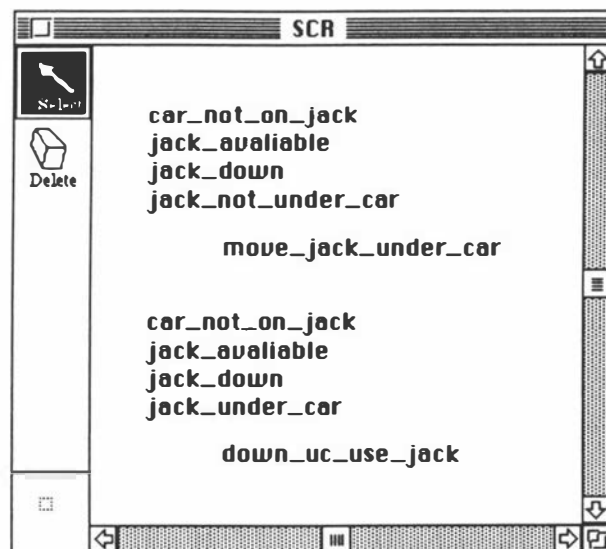 SCR
Select
Delete
car_not_on_jack
jack_avaliable
jack_down
jack_not_under_car
move_jack_under_car
car_not_on_jack
jack_avaliable
jack_down
jack_under_car
down_uc_use_jack